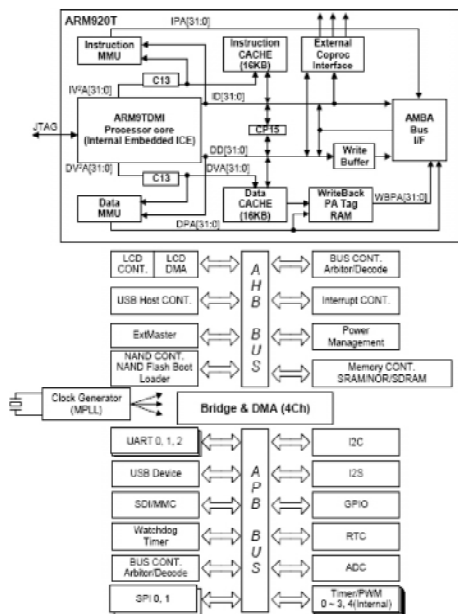 ARM920T
IPA[31:0]
Instruction
MMU
Instruction
CACHE
(16KB)
External
Coproc
Interface
C13
IV²A[31:0]
ID[31:0]
ARM9TDMI
Processor core
(Internal Embedded ICE)
JTAG
CP15
AMBA
Bus
I/F
DD[31:0]
Write
Buffer
DV²A[31:0]
C13
DVA[31:0]
Data
MMU
Data
CACHE
(16KB)
WriteBack
PA Tag
RAM
WBPA[31:0]
DPA[31:0]
LCD
CONT.
LCD
DMA
BUS CONT.
Arbitor/Decode
USB Host CONT.
Interrupt CONT.
AHB BUS
ExtMaster
Power
Management
NAND CONT.
NAND Flash Boot
Loader
Memory CONT.
SRAM/NOR/SDRAM
Clock Generator
(MPLL)
Bridge & DMA (4Ch)
UART 0, 1, 2
I2C
USB Device
I2S
APB BUS
SDI/MMC
GPIO
Watchdog
Timer
RTC
BUS CONT.
Arbitor/Decode
ADC
SPI 0, 1
Timer/PWM
0 ~ 3, 4(Internal)